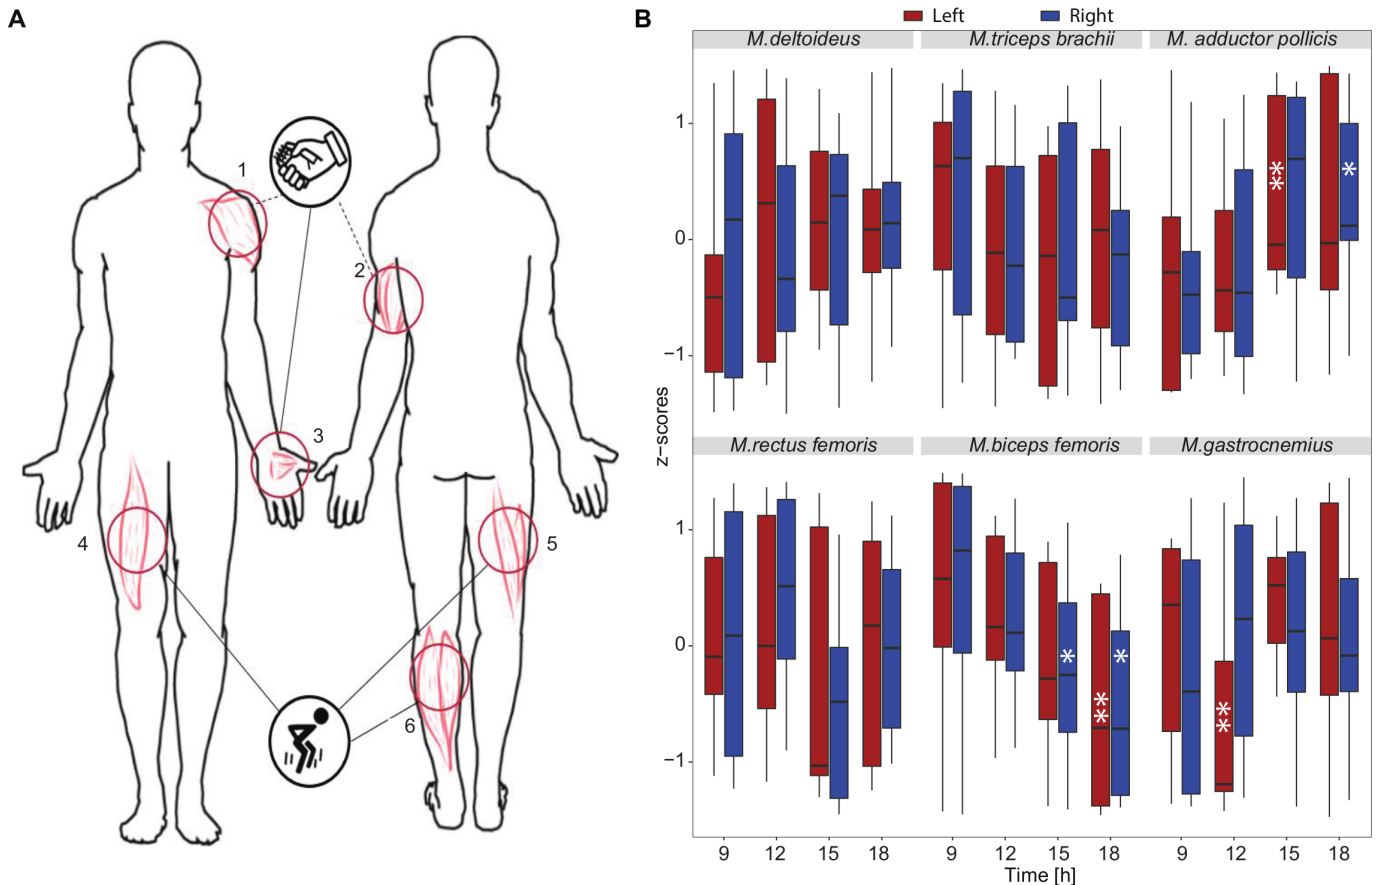 A
1
2
3
4
5
6
B
Left
Right
M.deltoideus
M.triceps brachii
M. adductor pollicis
1
0
−1
z−scores
**
*
M.rectus femoris
M.biceps femoris
M.gastrocnemius
1
0
−1
*
**
*
**
9
12
15
18
9
12
15
18
9
12
15
18
Time [h]